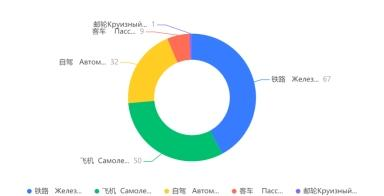 邮轮Круизный... 1
客车 Пасс... 9
自驾 Автом... 32
铁路 Желез... 67
飞机 Самоле... 50
铁路 Желез... 飞机 Самоле... 自驾 Автом... 客车 Пасс... 邮轮Круизный...